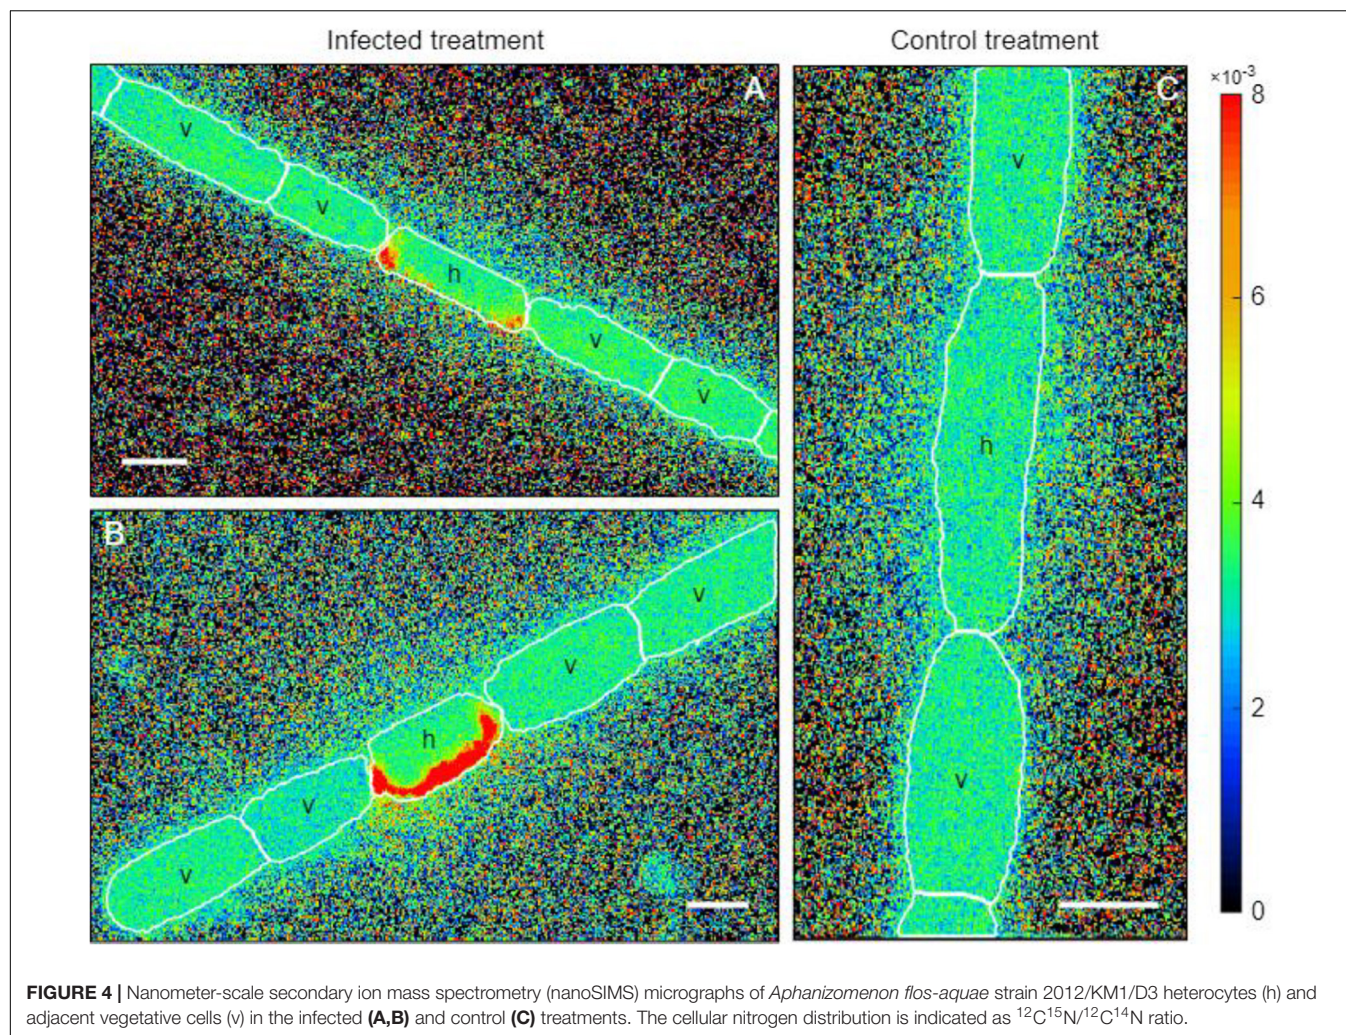 Infected treatment
Control treatment
A
v
v
h
v
v
B
v
v
h
v
v
C
v
h
v
×10⁻³
8
6
4
2
0
FIGURE 4 | Nanometer-scale secondary ion mass spectrometry (nanoSIMS) micrographs of Aphanizomenon flos-aquae strain 2012/KM1/D3 heterocytes (h) and
adjacent vegetative cells (v) in the infected (A,B) and control (C) treatments. The cellular nitrogen distribution is indicated as ¹²C¹⁵N/¹²C¹⁴N ratio.